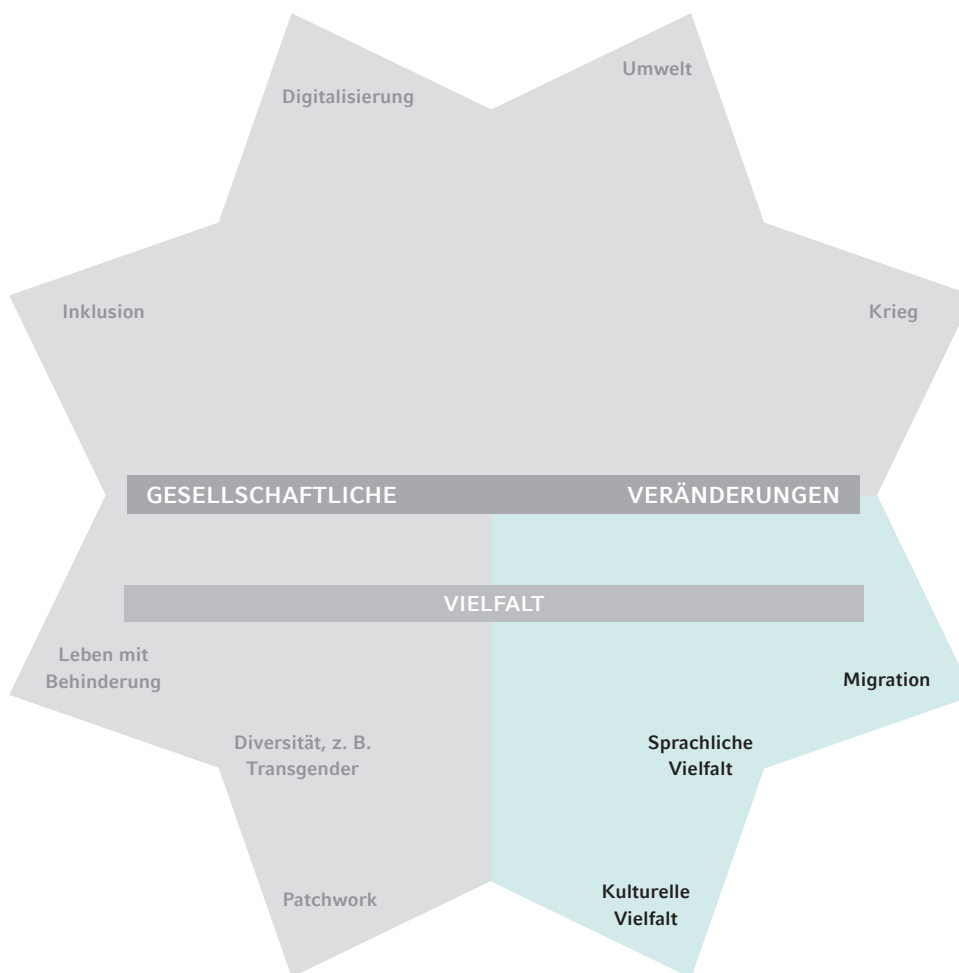 Umwelt
Digitalisierung
Inklusion
Krieg
GESELLSCHAFTLICHE VERÄNDERUNGEN
VIELFALT
Leben mit
Behinderung
Migration
Diversität, z. B.
Transgender
Sprachliche
Vielfalt
Patchwork
Kulturelle
Vielfalt